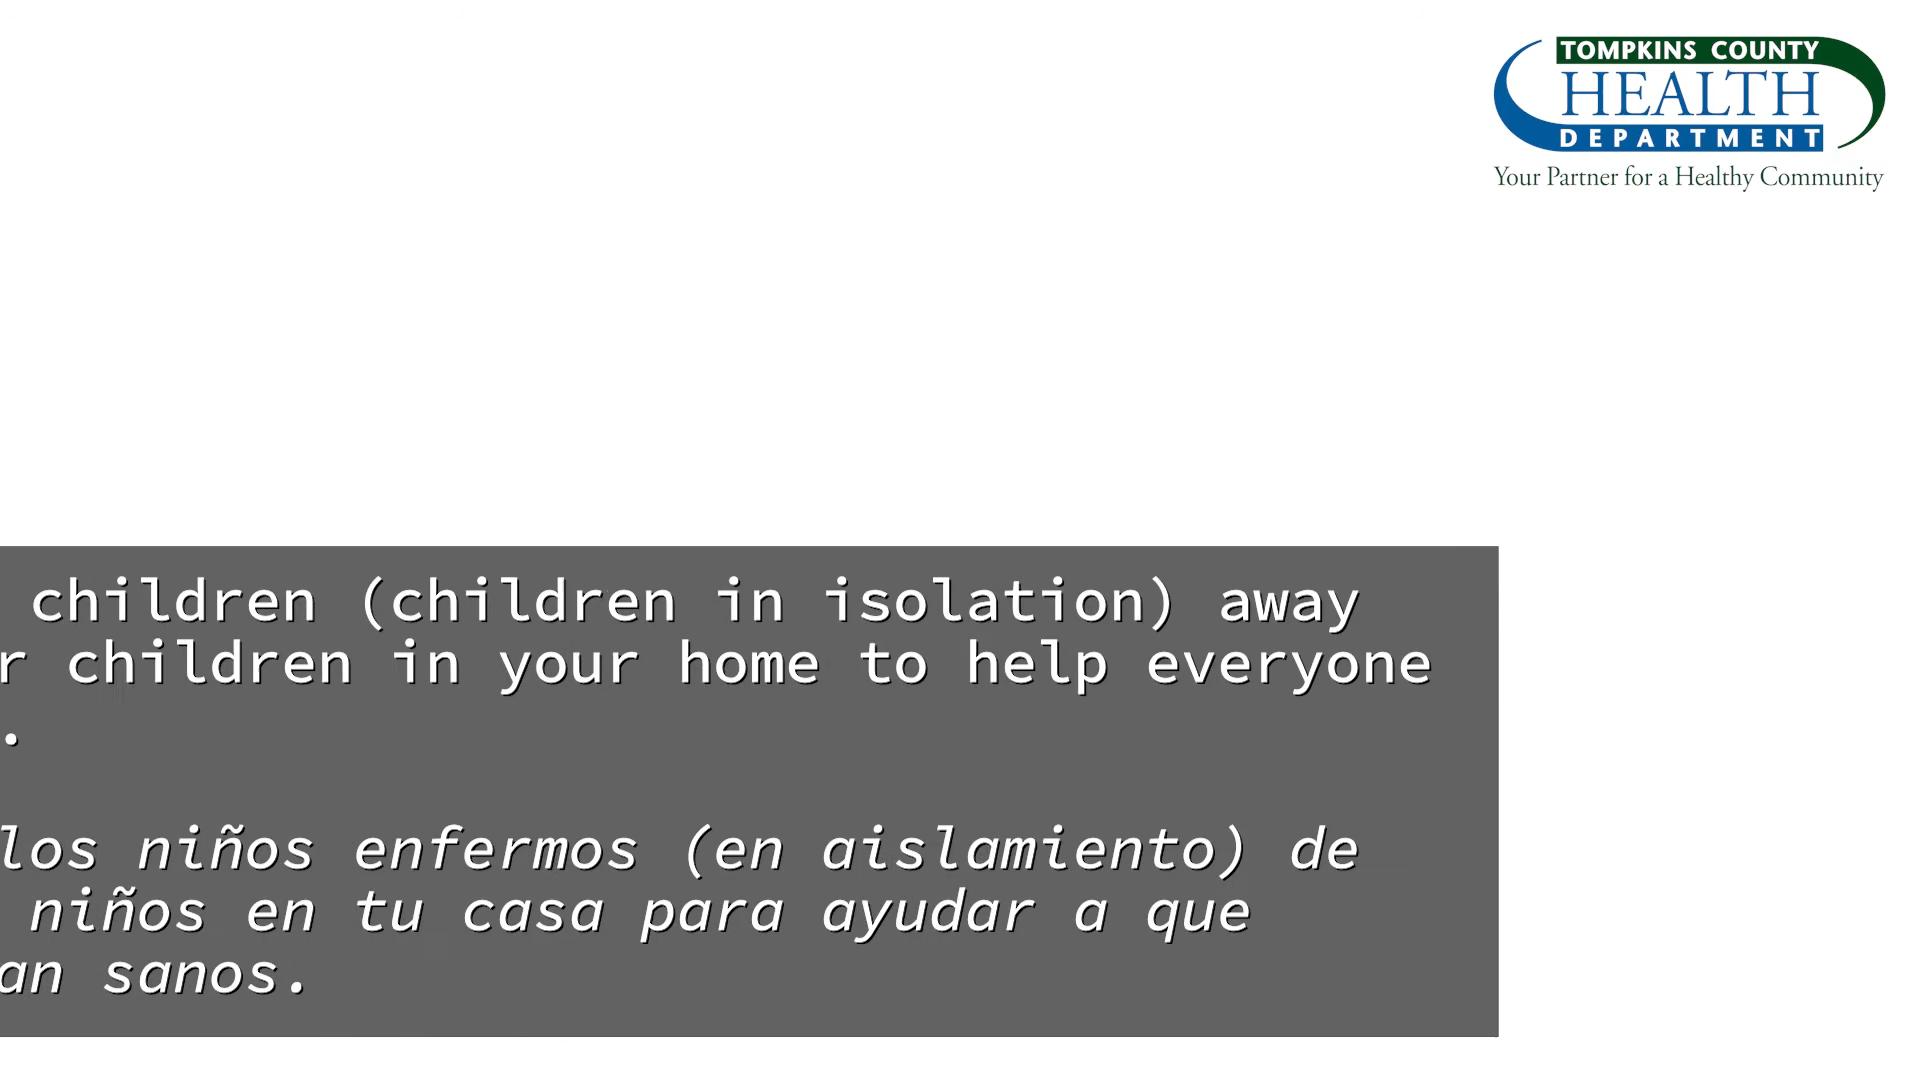 TOMPKINS COUNTY
HEALTH
DEPARTMENT
Your Partner for a Healthy Community
children (children in isolation) away
r children in your home to help everyone
.
los niños enfermos (en aislamiento) de
niños en tu casa para ayudar a que
an sanos.